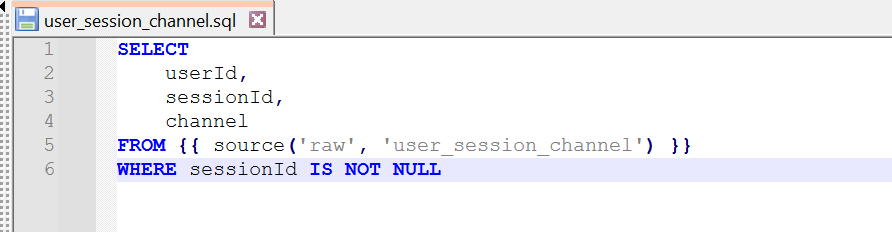 user_session_channel.sql
1 SELECT
2 userId,
3 sessionId,
4 channel
5 FROM {{ source('raw', 'user_session_channel') }}
6 WHERE sessionId IS NOT NULL